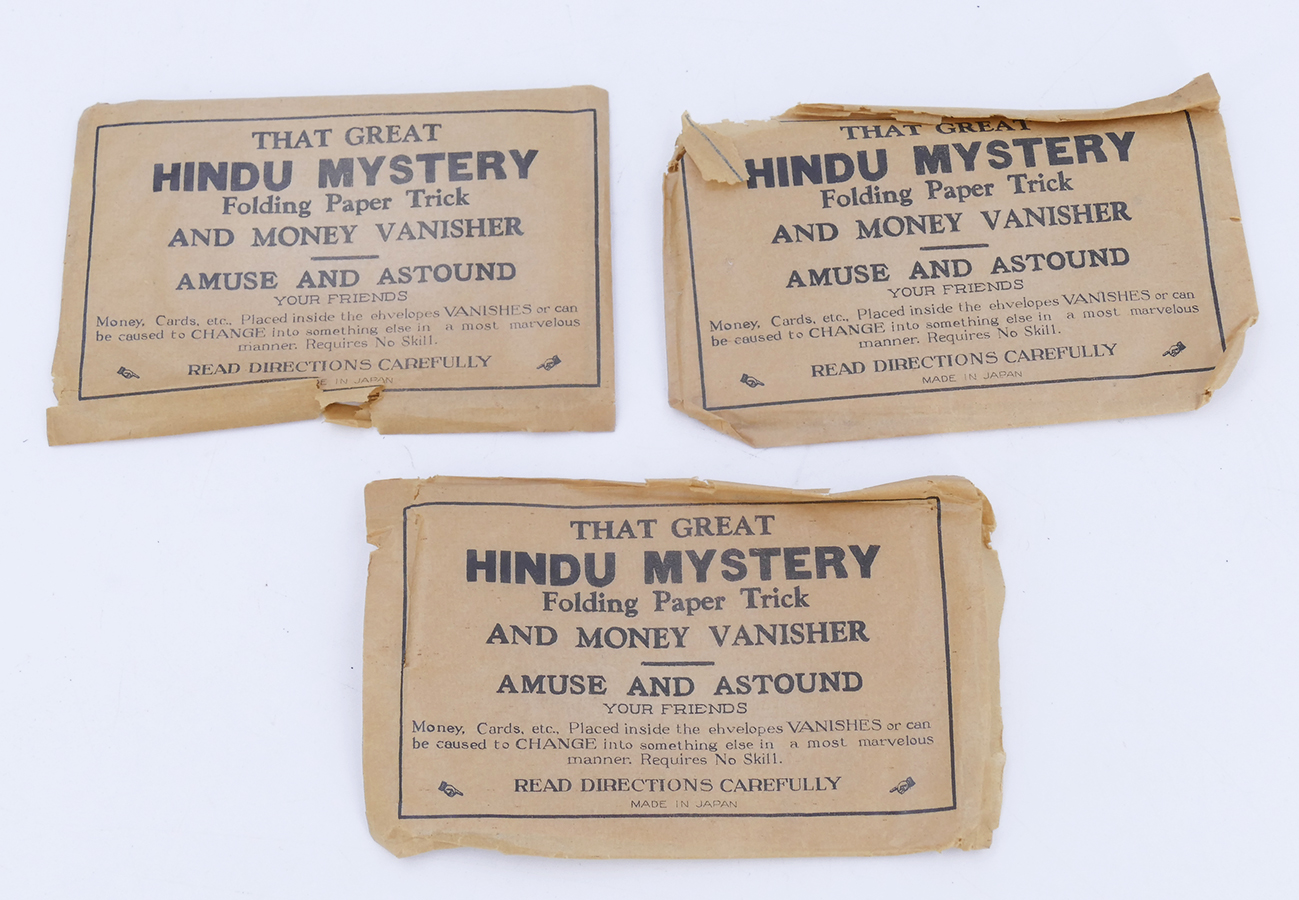 THAT GREAT
HINDU MYSTERY
Folding Paper Trick
AND MONEY VANISHER
AMUSE AND ASTOUND
YOUR FRIENDS
Money, Cards, etc., Placed inside the ehvelopes VANISHES or can
be caused to CHANGE into something else in a most marvelous
manner. Requires No Skill.
READ DIRECTIONS CAREFULLY
IN JAPAN
THAT GREAT
HINDU MYSTERY
Folding Paper Trick
AND MONEY VANISHER
AMUSE AND ASTOUND
YOUR FRIENDS
Money, Cards, etc., Placed inside the ehvelopes VANISHES or can
be caused to CHANGE into something else in a most marvelous
manner. Requires No Skill.
READ DIRECTIONS CAREFULLY
MADE IN JAPAN
THAT GREAT
HINDU MYSTERY
Folding Paper Trick
AND MONEY VANISHER
AMUSE AND ASTOUND
YOUR FRIENDS
Money, Cards, etc., Placed inside the ehvelopes VANISHES or can
be caused to CHANGE into something else in a most marvelous
manner. Requires No Skill.
READ DIRECTIONS CAREFULLY
MADE IN JAPAN